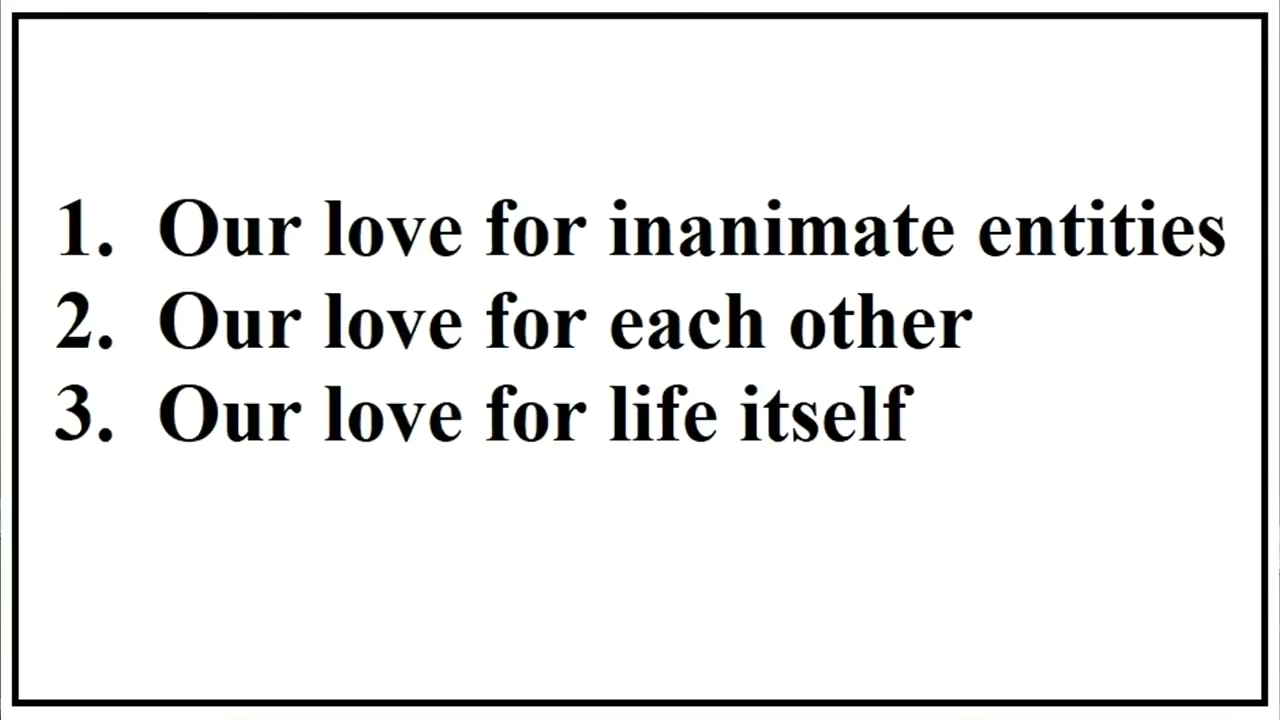 1. Our love for inanimate entities
2. Our love for each other
3. Our love for life itself